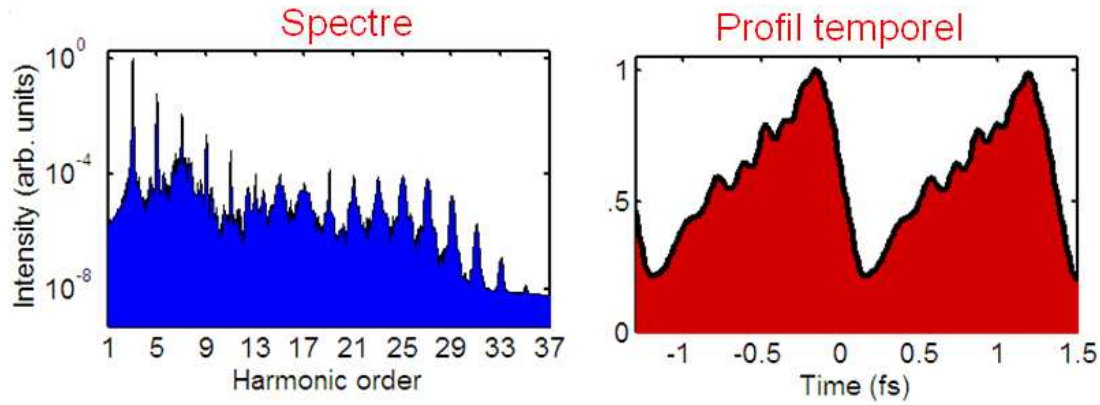 Spectre
10^0
10^-4
10^-8
Intensity (arb. units)
1 5 9 13 17 21 25 29 33 37
Harmonic order
Profil temporel
1
.5
0
-1 -0.5 0 0.5 1 1.5
Time (fs)